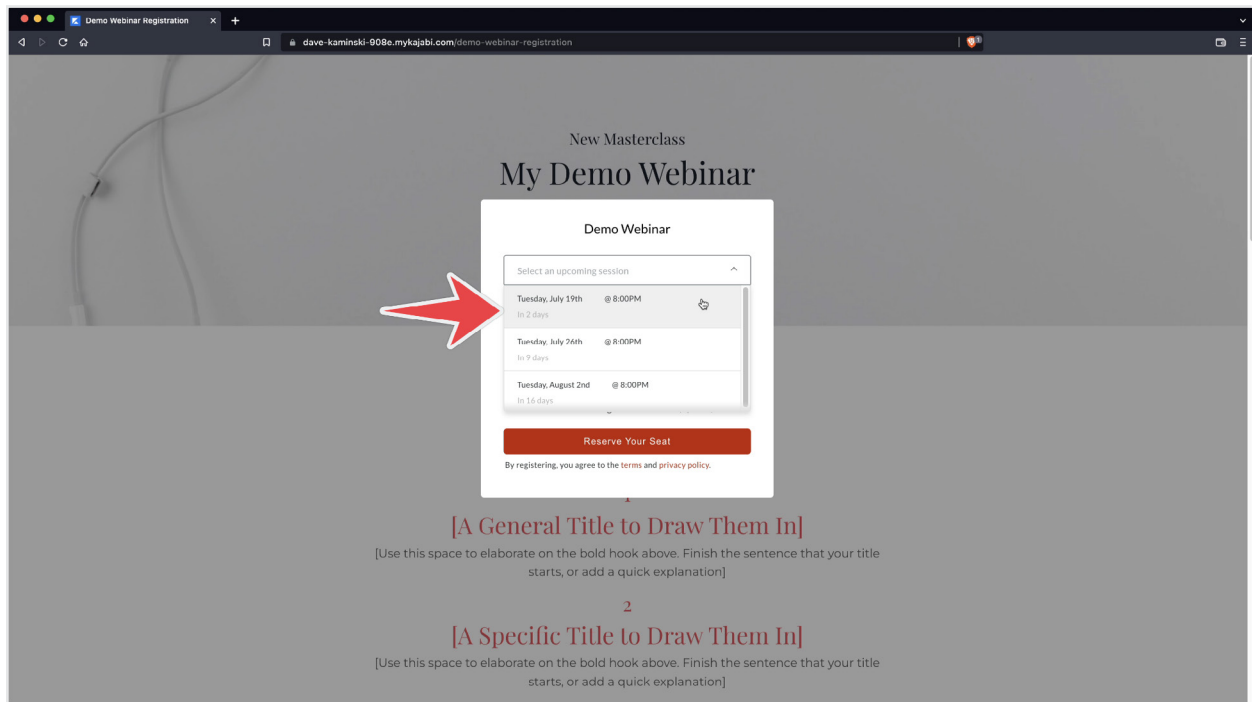 Demo Webinar Registration
dave-kaminski-908e.mykajabi.com/demo-webinar-registration
New Masterclass
My Demo Webinar
Demo Webinar
Select an upcoming session
Tuesday, July 19th @ 8:00PM
In 2 days
Tuesday, July 26th @ 8:00PM
In 9 days
Tuesday, August 2nd @ 8:00PM
In 16 days
Reserve Your Seat
By registering, you agree to the terms and privacy policy.
[A General Title to Draw Them In]
[Use this space to elaborate on the bold hook above. Finish the sentence that your title
starts, or add a quick explanation]
2
[A Specific Title to Draw Them In]
[Use this space to elaborate on the bold hook above. Finish the sentence that your title
starts, or add a quick explanation]